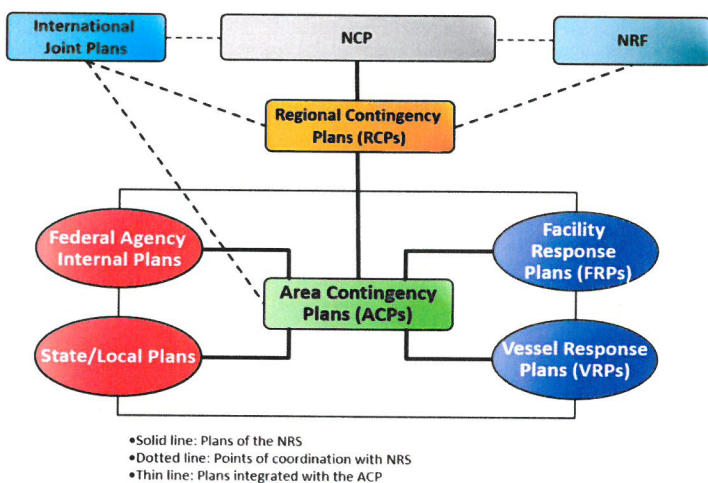 International
Joint Plans
NCP
NRF
Regional Contingency
Plans (RCPs)
Federal Agency
Internal Plans
Facility
Response
Plans (FRPs)
Area Contingency
Plans (ACPs)
State/Local Plans
Vessel Response
Plans (VRPs)
•Solid line: Plans of the NRS
•Dotted line: Points of coordination with NRS
•Thin line: Plans integrated with the ACP